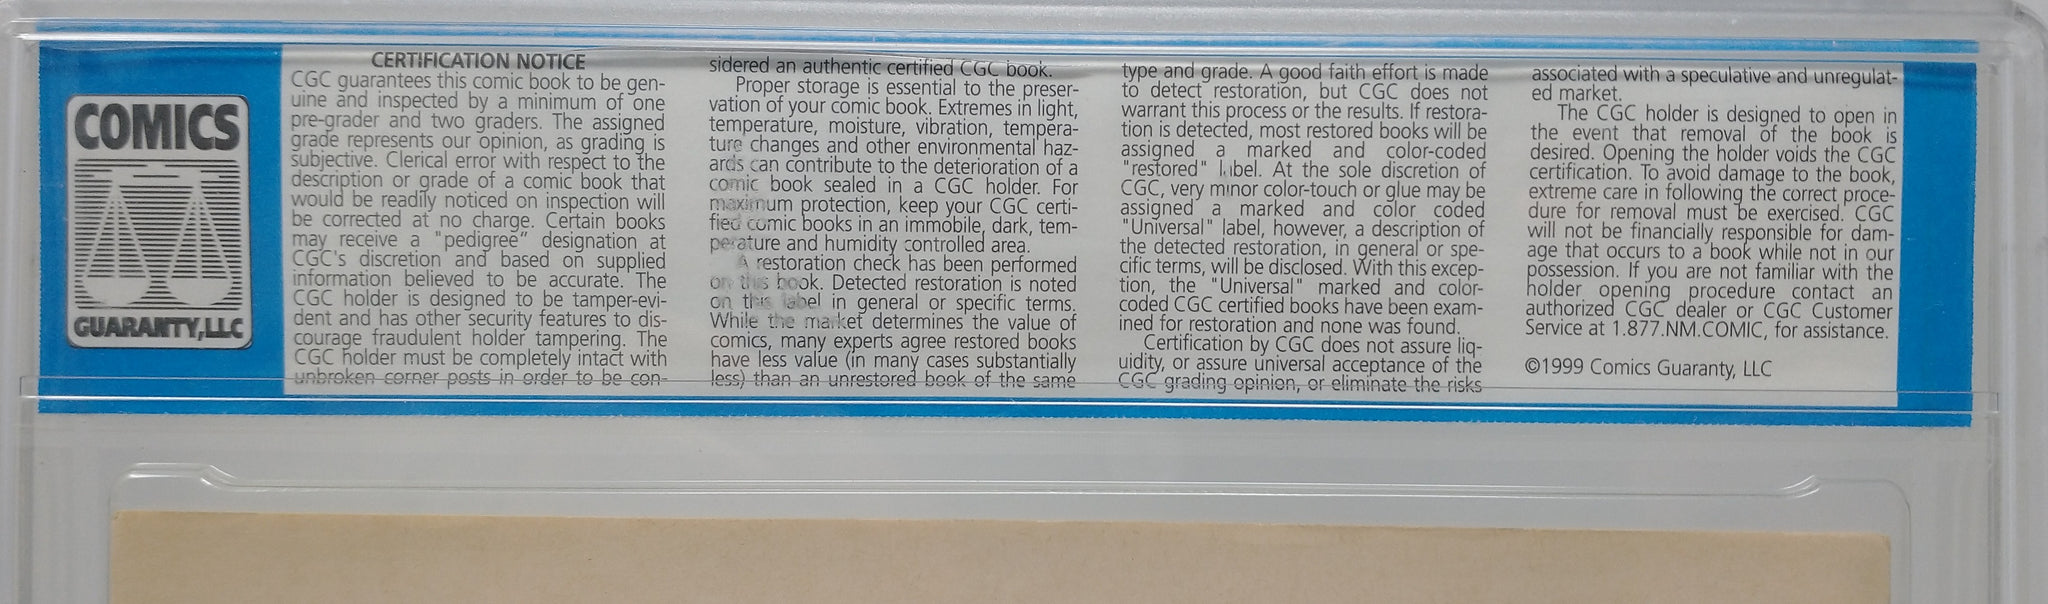 COMICS
GUARANTY,LLC
CERTIFICATION NOTICE
CGC guarantees this comic book to be gen-
uine and inspected by a minimum of one
pre-grader and two graders. The assigned
grade represents our opinion, as grading is
subjective. Clerical error with respect to the
description or grade of a comic book that
would be readily noticed on inspection will
be corrected at no charge. Certain books
may receive a "pedigree" designation at
CGC's discretion and based on supplied
information believed to be accurate. The
CGC holder is designed to be tamper-evi-
dent and has other security features to dis-
courage fraudulent holder tampering. The
CGC holder must be completely intact with
unbroken corner posts in order to be con-
sidered an authentic certified CGC book.
Proper storage is essential to the preser-
vation of your comic book. Extremes in light,
temperature, moisture, vibration, tempera-
ture changes and other environmental haz-
ards can contribute to the deterioration of a
comic book sealed in a CGC holder. For
maximum protection, keep your CGC certi-
fied comic books in an immobile, dark, tem-
perature and humidity controlled area.
A restoration check has been performed
on this book. Detected restoration is noted
on this label in general or specific terms.
While the market determines the value of
comics, many experts agree restored books
have less value (in many cases substantially
less) than an unrestored book of the same
type and grade. A good faith effort is made
to detect restoration, but CGC does not
warrant this process or the results. If restora-
tion is detected, most restored books will be
assigned a marked and color-coded
"restored" label. At the sole discretion of
CGC, very minor color-touch or glue may be
assigned a marked and color coded
"Universal" label, however, a description of
the detected restoration, in general or spe-
cific terms, will be disclosed. With this excep-
tion, the "Universal" marked and color-
coded CGC certified books have been exam-
ined for restoration and none was found.
Certification by CGC does not assure liq-
uidity, or assure universal acceptance of the
CGC grading opinion, or eliminate the risks
associated with a speculative and unregulat-
ed market.
The CGC holder is designed to open in
the event that removal of the book is
desired. Opening the holder voids the CGC
certification. To avoid damage to the book,
extreme care in following the correct proce-
dure for removal must be exercised. CGC
will not be financially responsible for dam-
age that occurs to a book while not in our
possession. If you are not familiar with the
holder opening procedure contact an
authorized CGC dealer or CGC Customer
Service at 1.877.NM.COMIC, for assistance.
©1999 Comics Guaranty, LLC